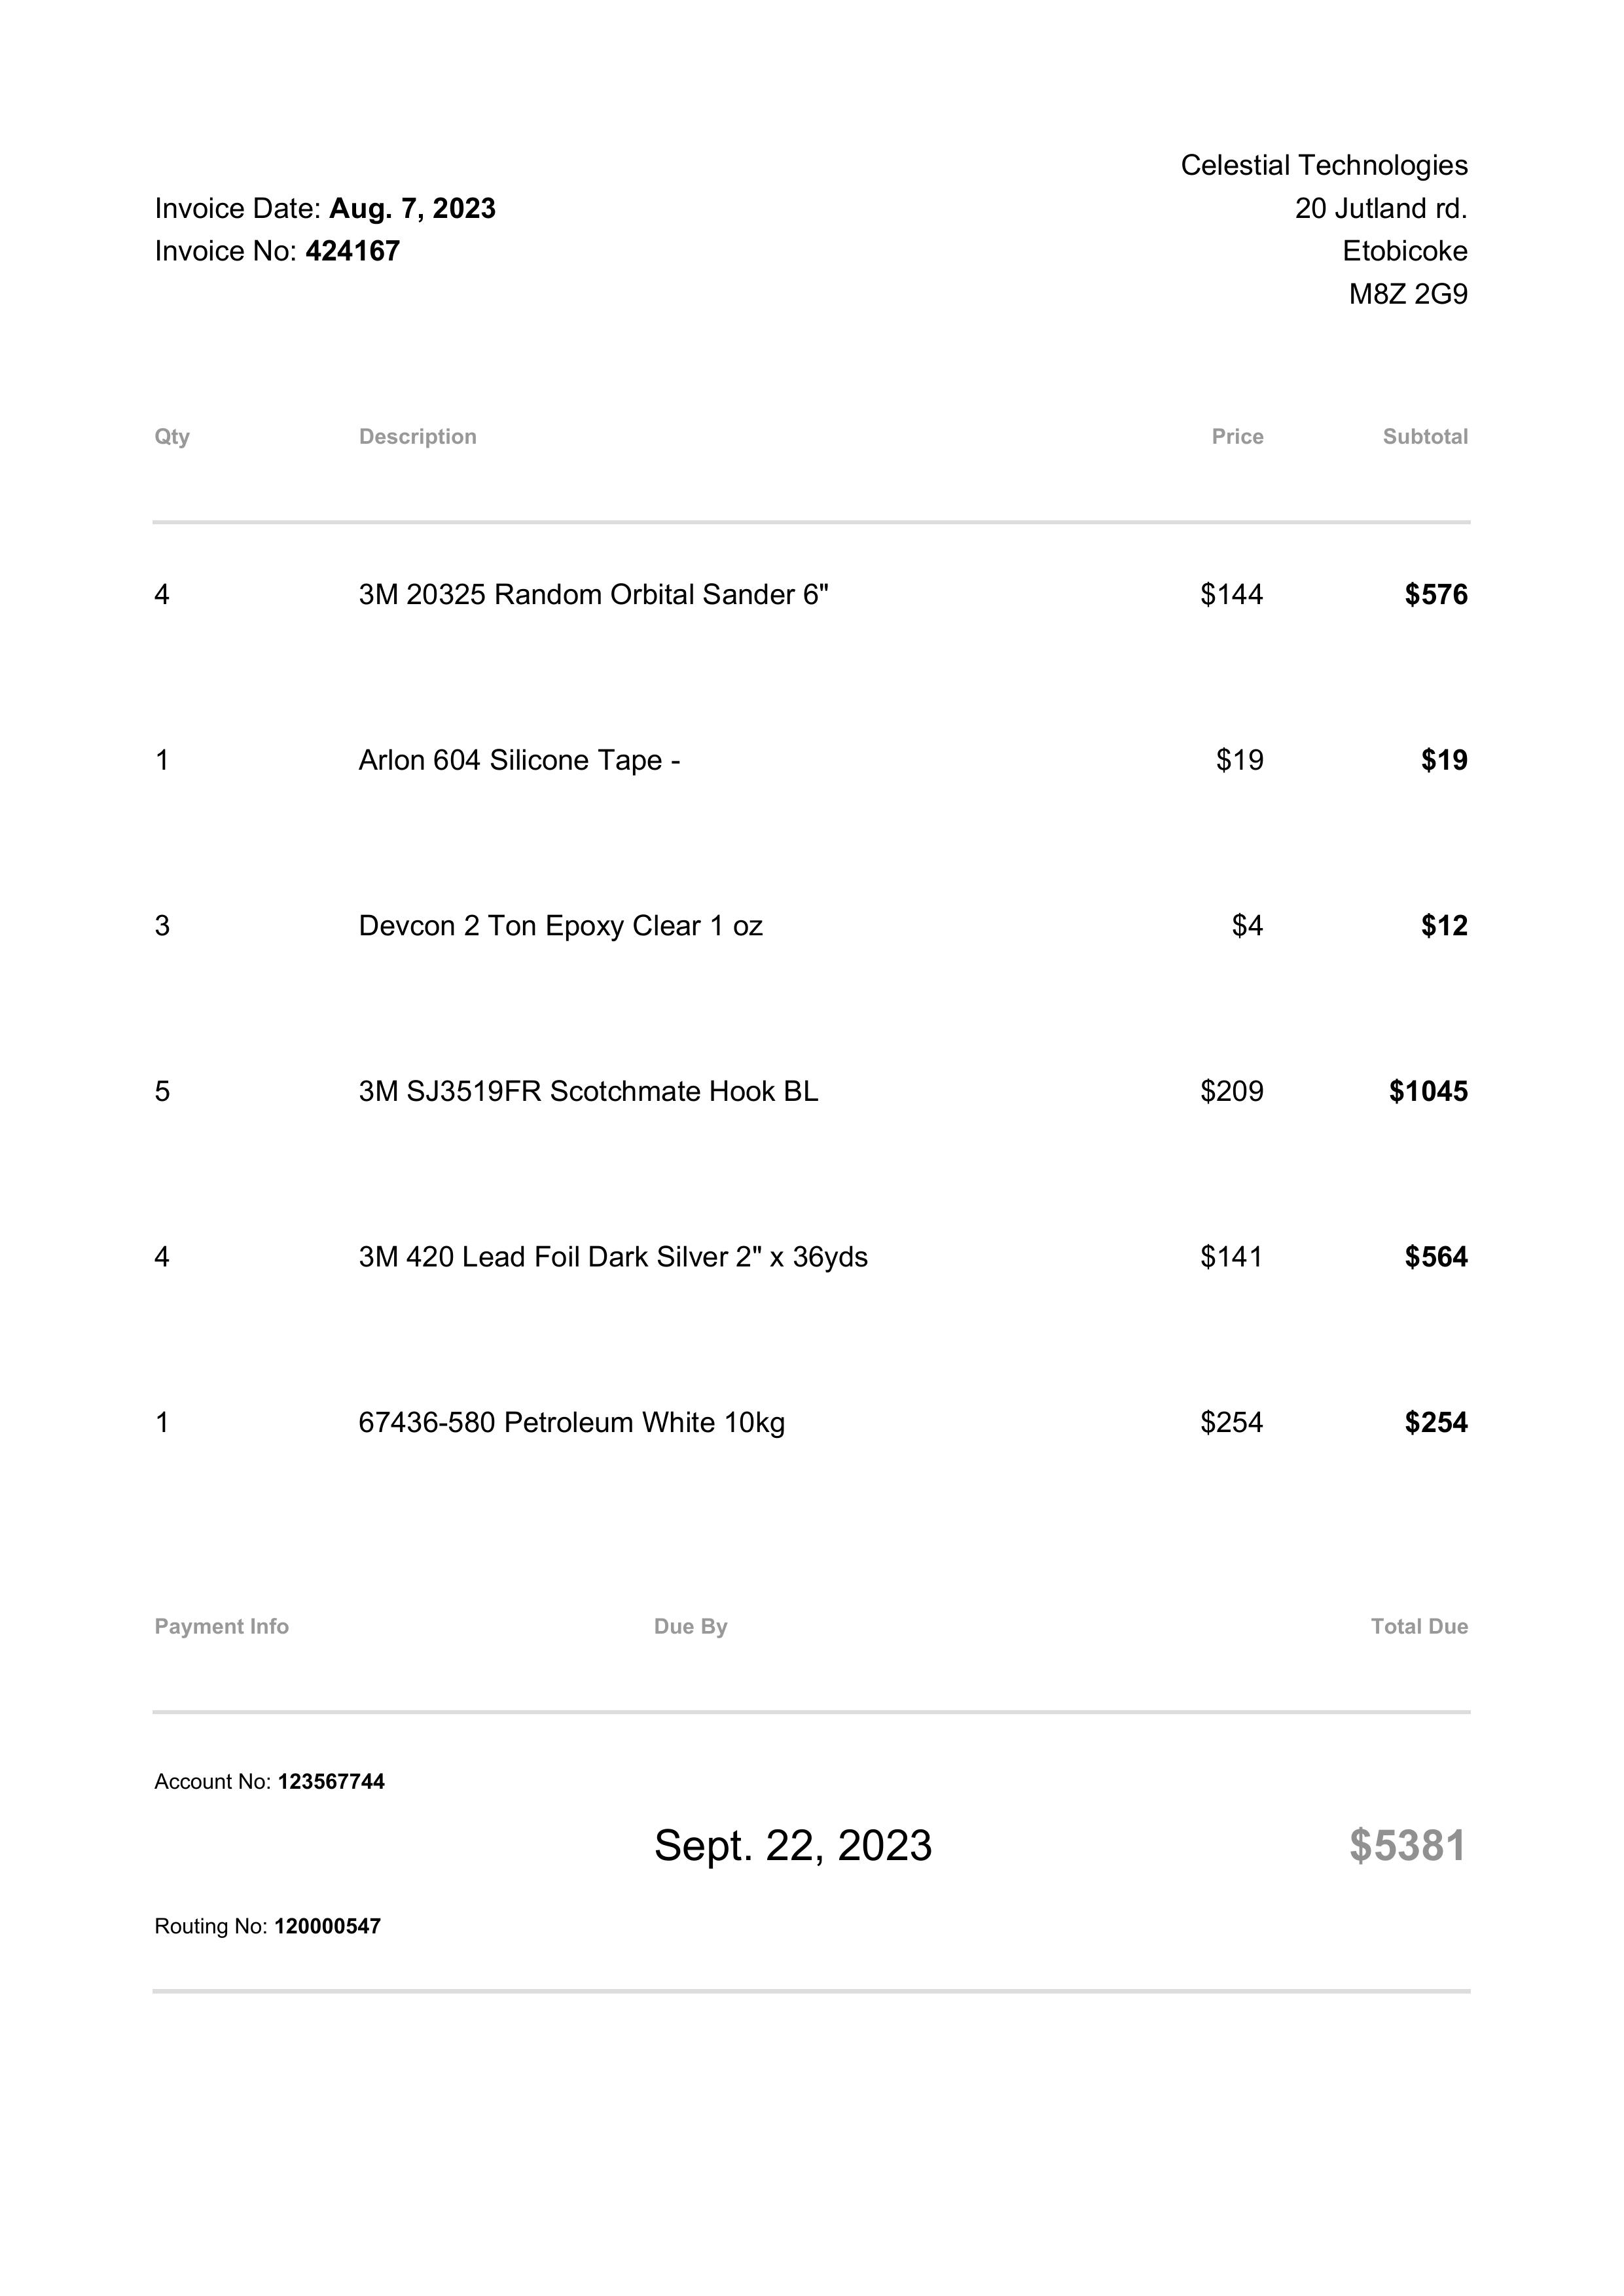 Celestial Technologies
Invoice Date: Aug. 7, 2023 20 Jutland rd.
Invoice No: 424167 Etobicoke
M8Z 2G9
Qty Description Price Subtotal
4 3M 20325 Random Orbital Sander 6" $144 $576
1 Arlon 604 Silicone Tape - $19 $19
3 Devcon 2 Ton Epoxy Clear 1 oz $4 $12
5 3M SJ3519FR Scotchmate Hook BL $209 $1045
4 3M 420 Lead Foil Dark Silver 2" x 36yds $141 $564
1 67436-580 Petroleum White 10kg $254 $254
Payment Info Due By Total Due
Account No: 123567744
Sept. 22, 2023 $5381
Routing No: 120000547